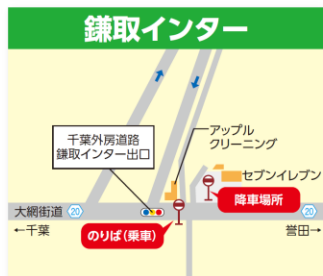 鎌取インター
千葉外房道路
鎌取インター出口
アップル
クリーニング
セブンイレブン
降車場所
大網街道 20
20
←千葉
のりば(乗車)
誉田→